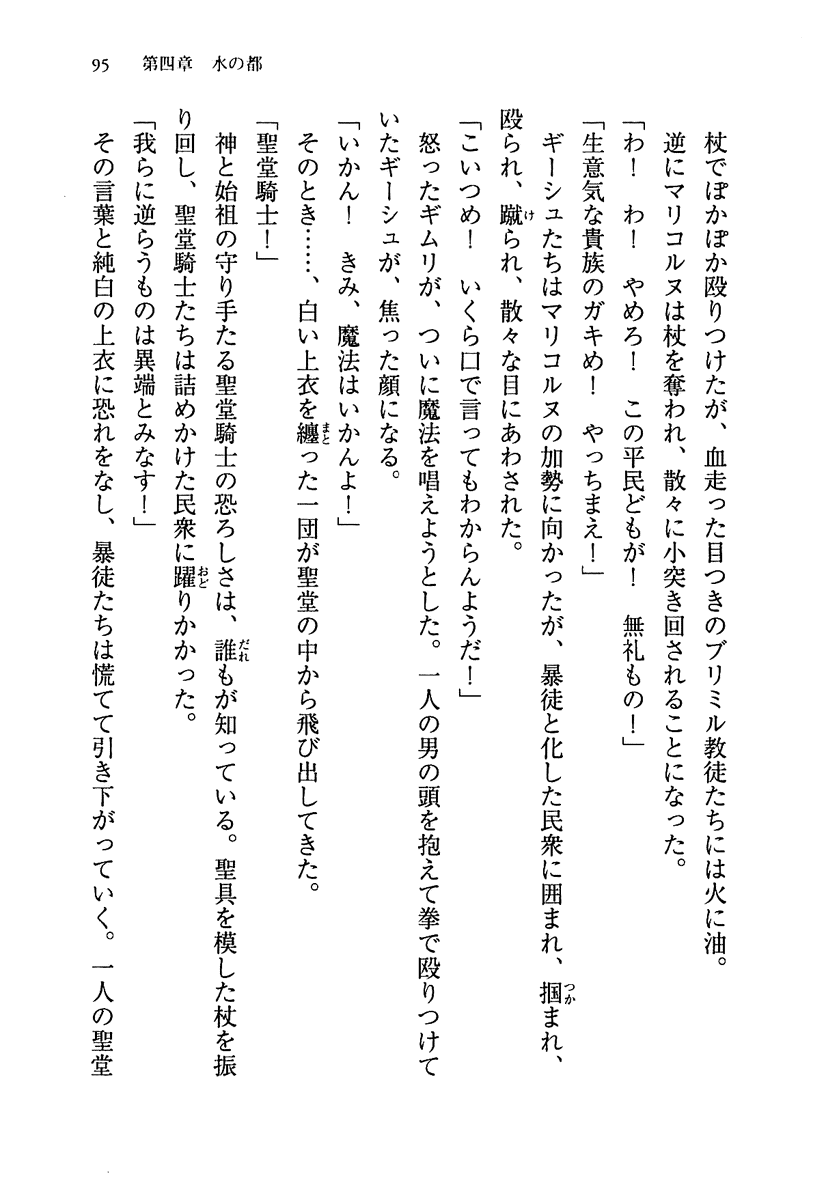 95　第四章　水の都
杖でぽかぽか殴りつけたが、血走った目つきのブリミル教徒たちには火に油。
逆にマリコルヌは杖を奪われ、散々に小突き回されることになった。
「わ！　わ！　やめろ！　この平民どもが！　無礼もの！」
「生意気な貴族のガキめ！　やっちまえ！」
ギーシュたちはマリコルヌの加勢に向かったが、暴徒と化した民衆に囲まれ、掴まれ、
殴られ、蹴られ、散々な目にあわされた。
「こいつめ！　いくら口で言ってもわからんようだ！」
怒ったギムリが、ついに魔法を唱えようとした。一人の男の頭を抱えて拳で殴りつけて
いたギーシュが、焦った顔になる。
「いかん！　きみ、魔法はいかんよ！」
そのとき……、白い上衣を纏った一団が聖堂の中から飛び出してきた。
「聖堂騎士！」
神と始祖の守り手たる聖堂騎士の恐ろしさは、誰もが知っている。聖具を模した杖を振
り回し、聖堂騎士たちは詰めかけた民衆に躍りかかった。
「我らに逆らうものは異端とみなす！」
その言葉と純白の上衣に恐れをなし、暴徒たちは慌てて引き下がっていく。一人の聖堂